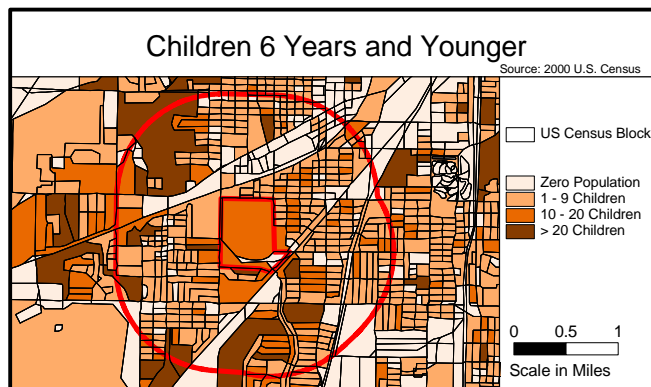 Children 6 Years and Younger
Source: 2000 U.S. Census
US Census Block
Zero Population
1 - 9 Children
10 - 20 Children
> 20 Children
0 0.5 1
Scale in Miles